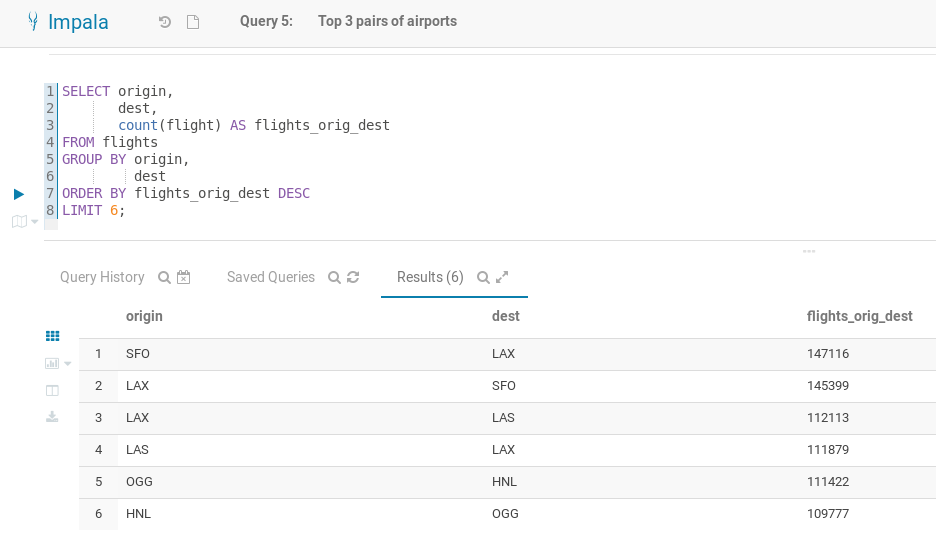 Impala Query 5: Top 3 pairs of airports
1 SELECT origin,
2 dest,
3 count(flight) AS flights_orig_dest
4 FROM flights
5 GROUP BY origin,
6 dest
7 ORDER BY flights_orig_dest DESC
8 LIMIT 6;
Query History Saved Queries Results (6)
origin dest flights_orig_dest
1 SFO LAX 147116
2 LAX SFO 145399
3 LAX LAS 112113
4 LAS LAX 111879
5 OGG HNL 111422
6 HNL OGG 109777